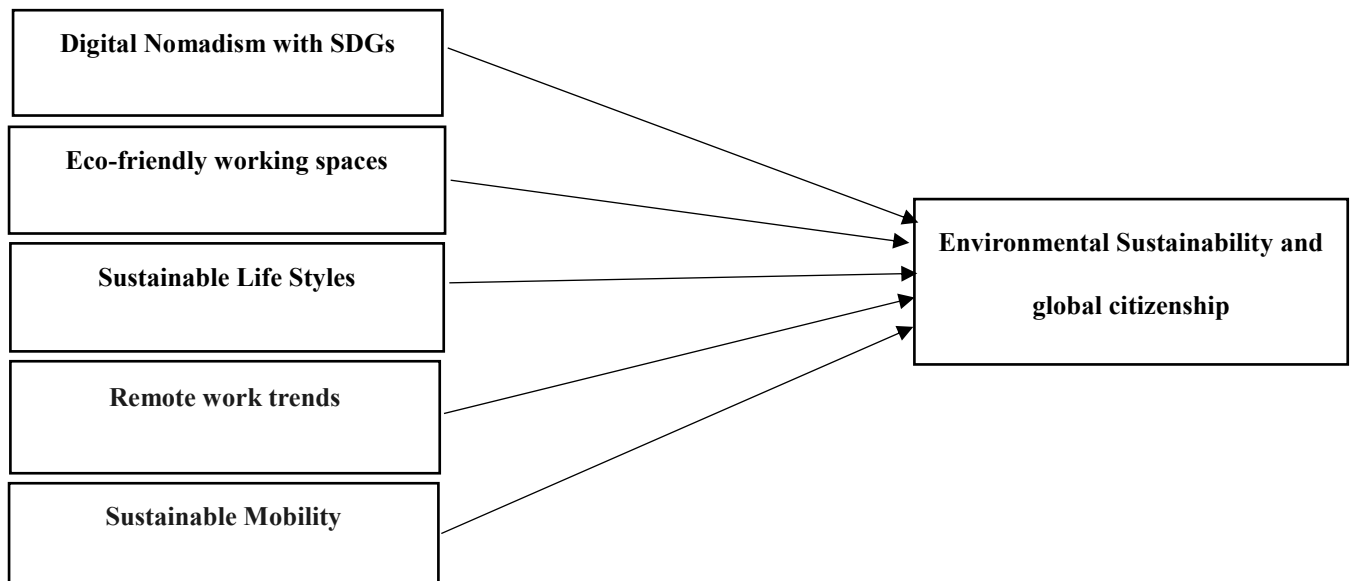 Digital Nomadism with SDGs
Eco-friendly working spaces
Sustainable Life Styles
Remote work trends
Sustainable Mobility
Environmental Sustainability and
global citizenship